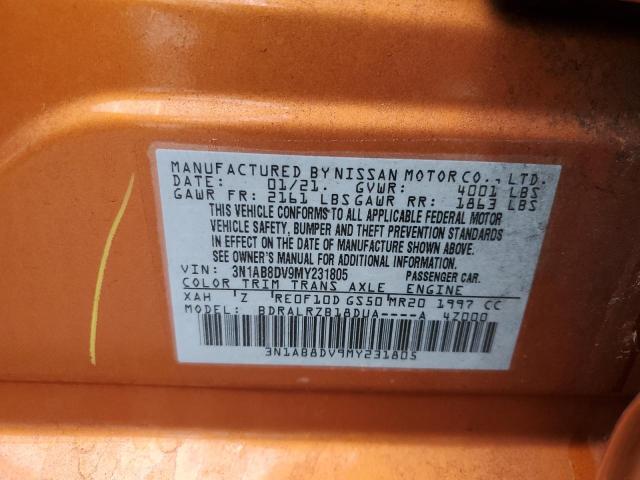 MANUFACTURED BY NISSAN MOTOR CO., LTD.
DATE: 01/21. GVWR: 4001 LBS
GAWR FR: 2161 LBS GAWR RR: 1863 LBS
THIS VEHICLE CONFORMS TO ALL APPLICABLE FEDERAL MOTOR
VEHICLE SAFETY, BUMPER AND THEFT PREVENTION STANDARDS
IN EFFECT ON THE DATE OF MANUFACTURE SHOWN ABOVE.
SEE OWNER'S MANUAL FOR ADDITIONAL INFORMATION.
VIN: 3N1AB8DV9MY231805 PASSENGER CAR.
COLOR TRIM TRANS AXLE ENGINE
XAH 'Z RE0F10D GS50 MR20 1997 CC
MODEL: BDRALRZB18DUA----A 4Z000
3N1AB8DV9MY231805